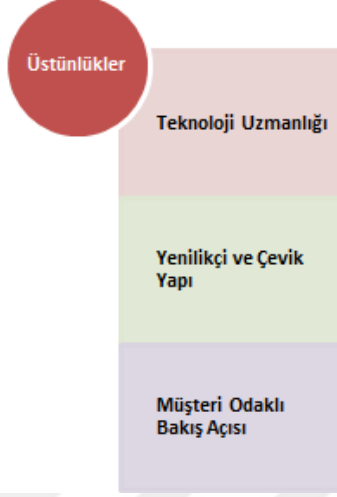 Üstünlükler
Teknoloji Uzmanlığı
Yenilikçi ve Çevik
Yapı
Müşteri Odaklı
Bakış Açısı